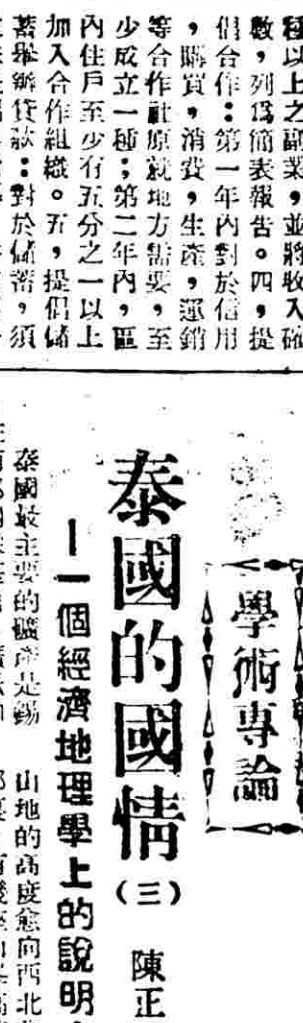 種以上之副業，並將收入確
數，列爲簡表報告。四，提
倡合作：第一年內對於信用
，購買，消費，生產，運銷
等合作社原就地方需要，至
少成立一種；第二年內，區
內住戶至少有五分之一以上
加入合作組織。五，提倡儲
蓄舉辦貸款：對於儲蓄，須
學術專論
泰國的國情（三）
陳正
—一個經濟地理學上的說明
泰國最主要的礦產是錫
山地的高度愈向西北